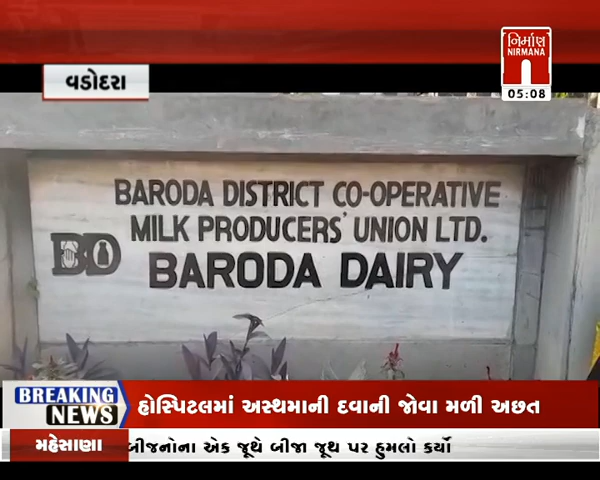 નિર્માણ
NIRMANA
05:08
વડોદરા
BARODA DISTRICT CO-OPERATIVE
MILK PRODUCERS' UNION LTD.
BD
BARODA DAIRY
BREAKING NEWS
હોસ્પિટલમાં અસ્થમાની દવાની જોવા મળી અછત
મહેસાણા
બીજનોના એક જૂથે બીજા જૂથ પર હુમલો કર્યો